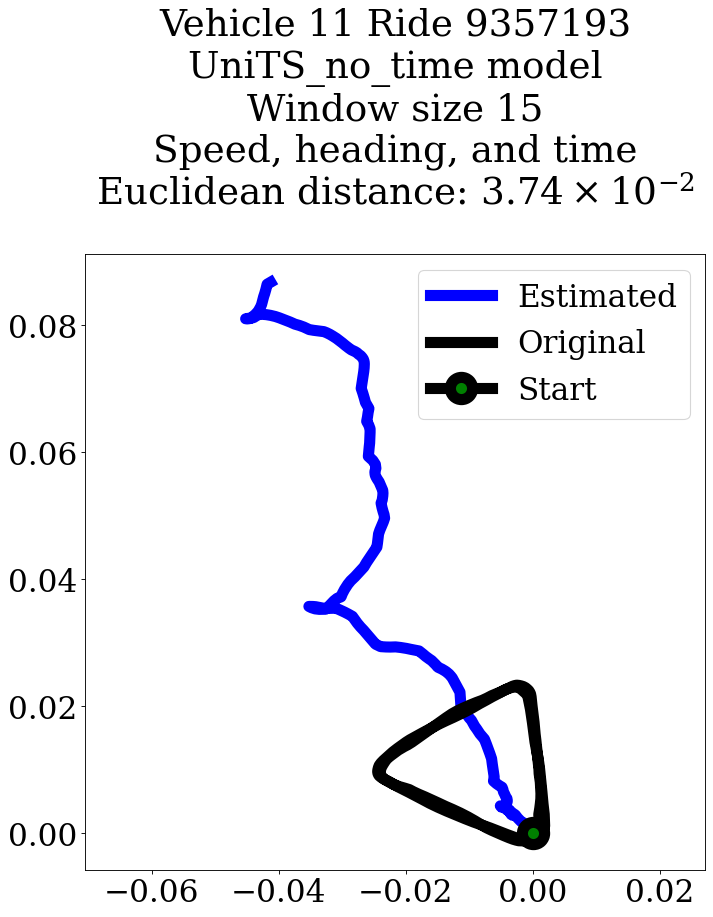 Vehicle 11 Ride 9357193
UniTS_no_time model
Window size 15
Speed, heading, and time
Euclidean distance: 3.74 × 10⁻²
Estimated
Original
Start
0.08
0.06
0.04
0.02
0.00
−0.06 −0.04 −0.02 0.00 0.02